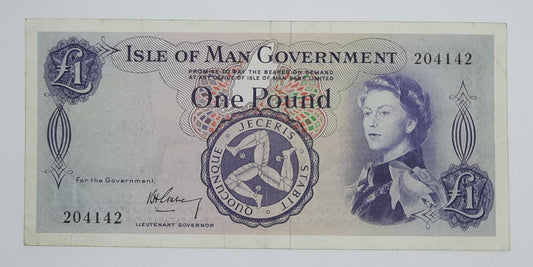 £1
ISLE OF MAN GOVERNMENT
204142
PROMISE TO PAY THE BEARER ON DEMAND
AT ANY OFFICE OF ISLE OF MAN BANK LIMITED
One Pound
QUOCUNQUE JECERIS STABIT
For the Government.
204142
LIEUTENANT GOVERNOR
£1